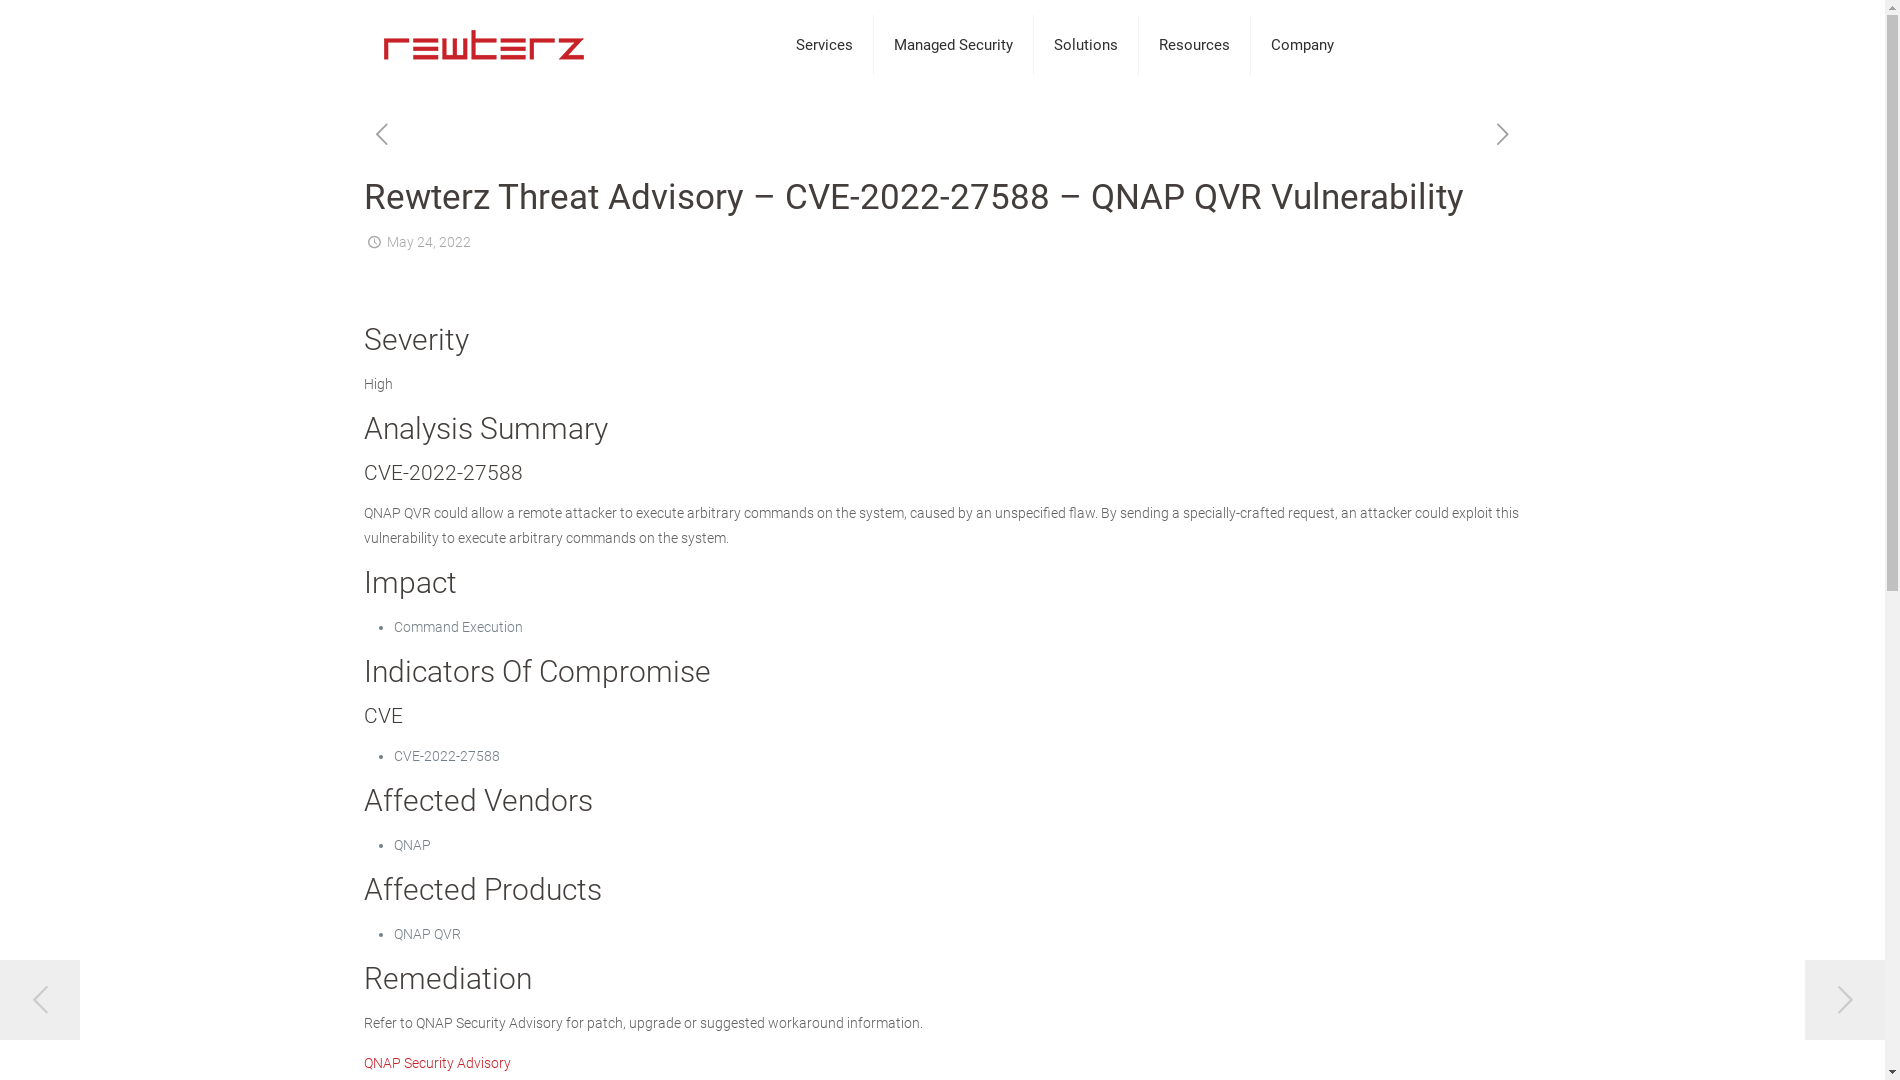 rewterz
Services
Managed Security
Solutions
Resources
Company
Rewterz Threat Advisory – CVE-2022-27588 – QNAP QVR Vulnerability
May 24, 2022
Severity
High
Analysis Summary
CVE-2022-27588
QNAP QVR could allow a remote attacker to execute arbitrary commands on the system, caused by an unspecified flaw. By sending a specially-crafted request, an attacker could exploit this
vulnerability to execute arbitrary commands on the system.
Impact
• Command Execution
Indicators Of Compromise
CVE
• CVE-2022-27588
Affected Vendors
• QNAP
Affected Products
• QNAP QVR
Remediation
Refer to QNAP Security Advisory for patch, upgrade or suggested workaround information.
QNAP Security Advisory